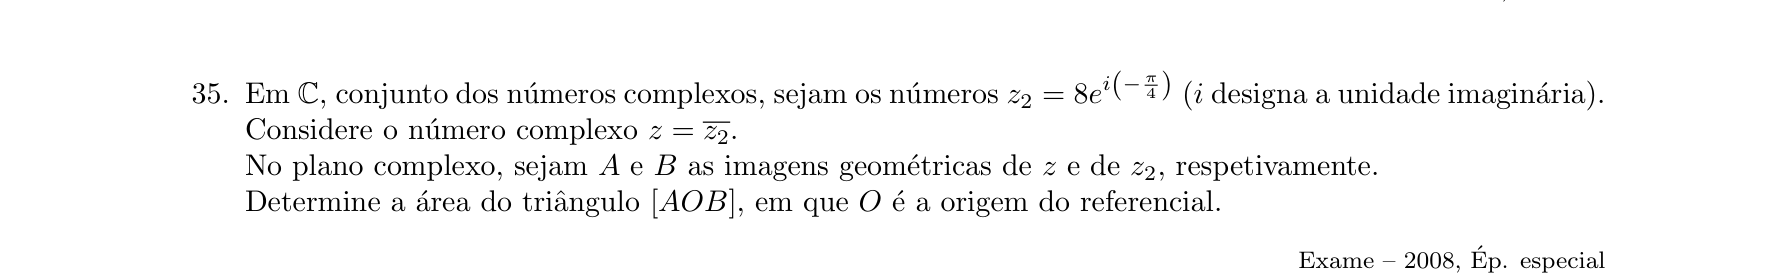 35. Em ℂ, conjunto dos números complexos, sejam os números z₂ = 8e^{i(−π/4)} (i designa a unidade imaginária).
Considere o número complexo z = \overline{z₂}.
No plano complexo, sejam A e B as imagens geométricas de z e de z₂, respetivamente.
Determine a área do triângulo [AOB], em que O é a origem do referencial.
Exame – 2008, Ép. especial